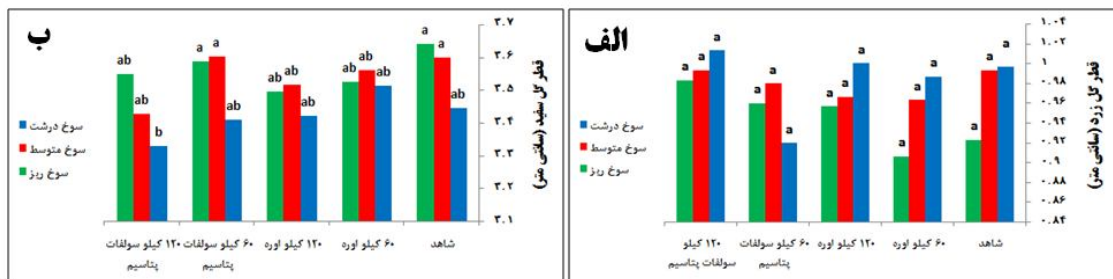 الف
قطر گل زرد (سانتی متر)
۱.۰۴
۱.۰۲
۱
۰.۹۸
۰.۹۶
۰.۹۴
۰.۹۲
۰.۹
۰.۸۸
۰.۸۶
۰.۸۴
a a a a a a a a a a a a a a a
سوخ درشت
سوخ متوسط
سوخ ریز
شاهد ۶۰ کیلو اوره ۱۲۰ کیلو اوره ۶۰ کیلو سولفات پتاسیم ۱۲۰ کیلو سولفات پتاسیم
ب
قطر گل سفید (سانتی متر)
۳.۷
۳.۶
۳.۵
۳.۴
۳.۳
۳.۲
۳.۱
ab ab b a a ab ab ab ab ab ab ab a a ab
سوخ درشت
سوخ متوسط
سوخ ریز
شاهد ۶۰ کیلو اوره ۱۲۰ کیلو اوره ۶۰ کیلو سولفات پتاسیم ۱۲۰ کیلو سولفات پتاسیم